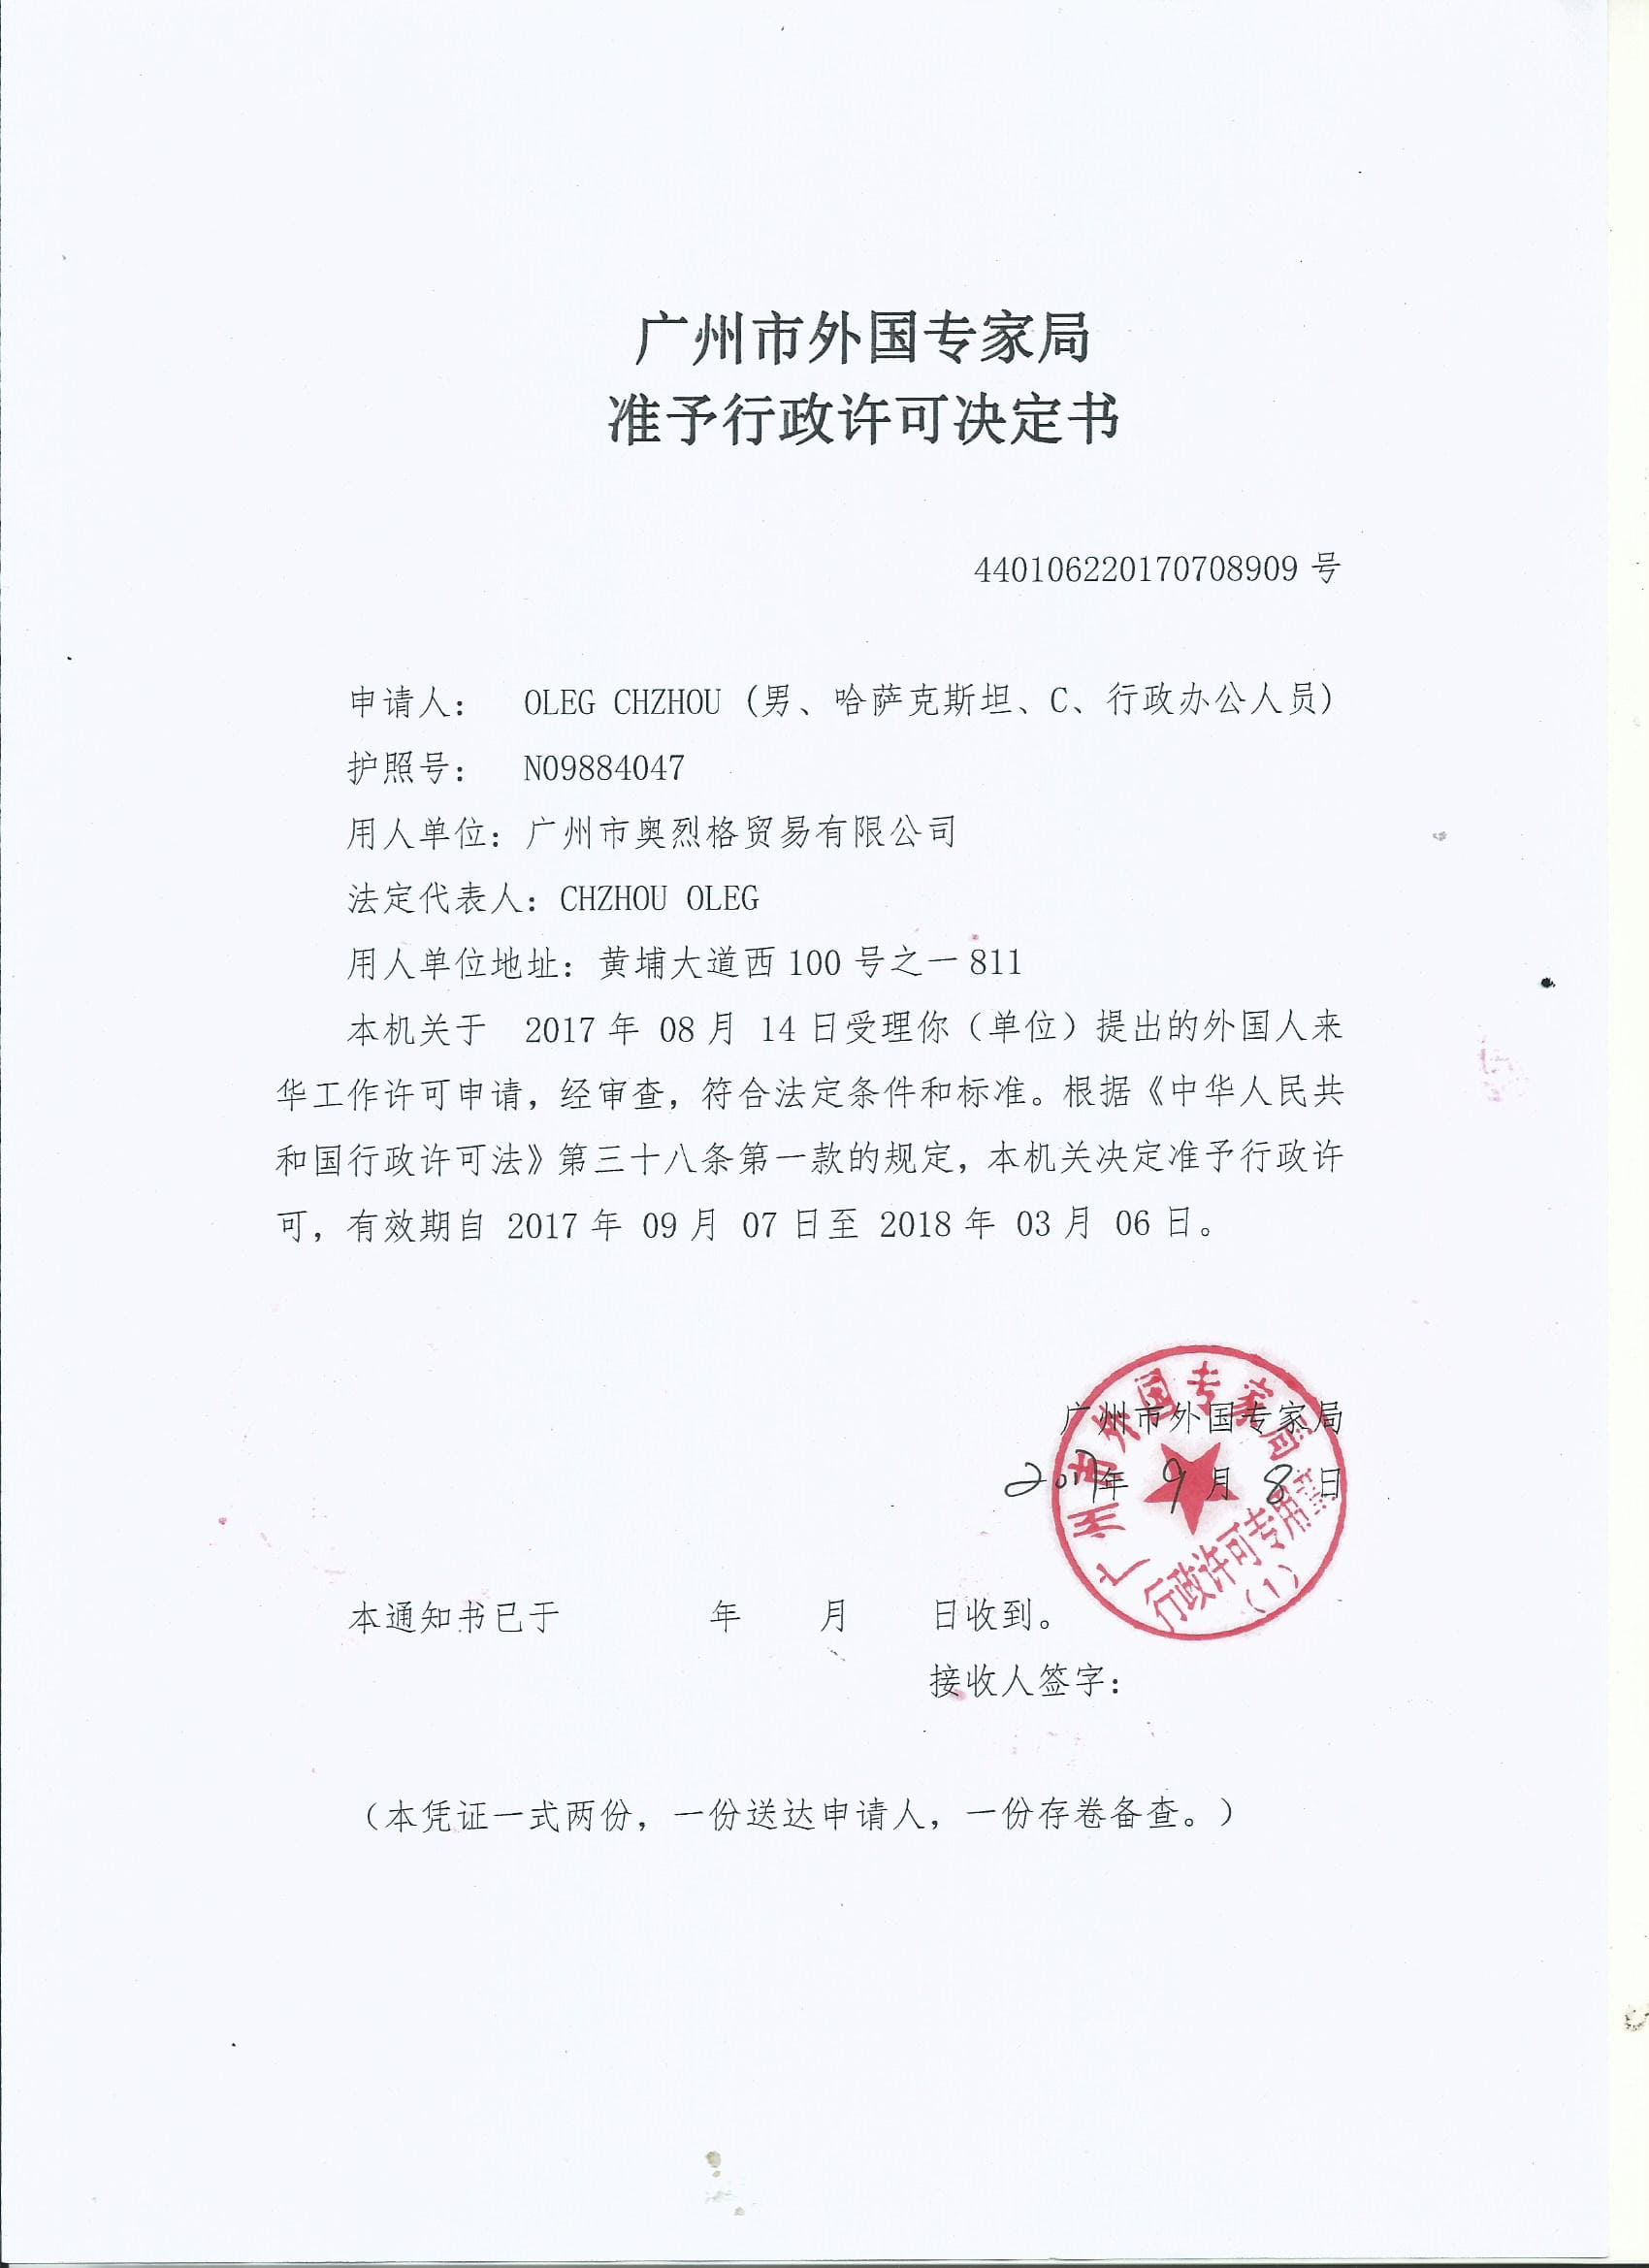 广州市外国专家局
准予行政许可决定书
440106220170708909 号
申请人： OLEG CHZHOU (男、哈萨克斯坦、C、行政办公人员)
护照号： N09884047
用人单位：广州市奥烈格贸易有限公司
法定代表人：CHZHOU OLEG
用人单位地址：黄埔大道西 100 号之一 811
本机关于 2017 年 08 月 14 日受理你（单位）提出的外国人来
华工作许可申请，经审查，符合法定条件和标准。根据《中华人民共
和国行政许可法》第三十八条第一款的规定，本机关决定准予行政许
可，有效期自 2017 年 09 月 07 日至 2018 年 03 月 06 日。
广州市外国专家局
2017年 9 月 8 日
广州市外国专家局
行政许可专用章
(1)
本通知书已于 年 月 日收到。
接收人签字：
（本凭证一式两份，一份送达申请人，一份存卷备查。）